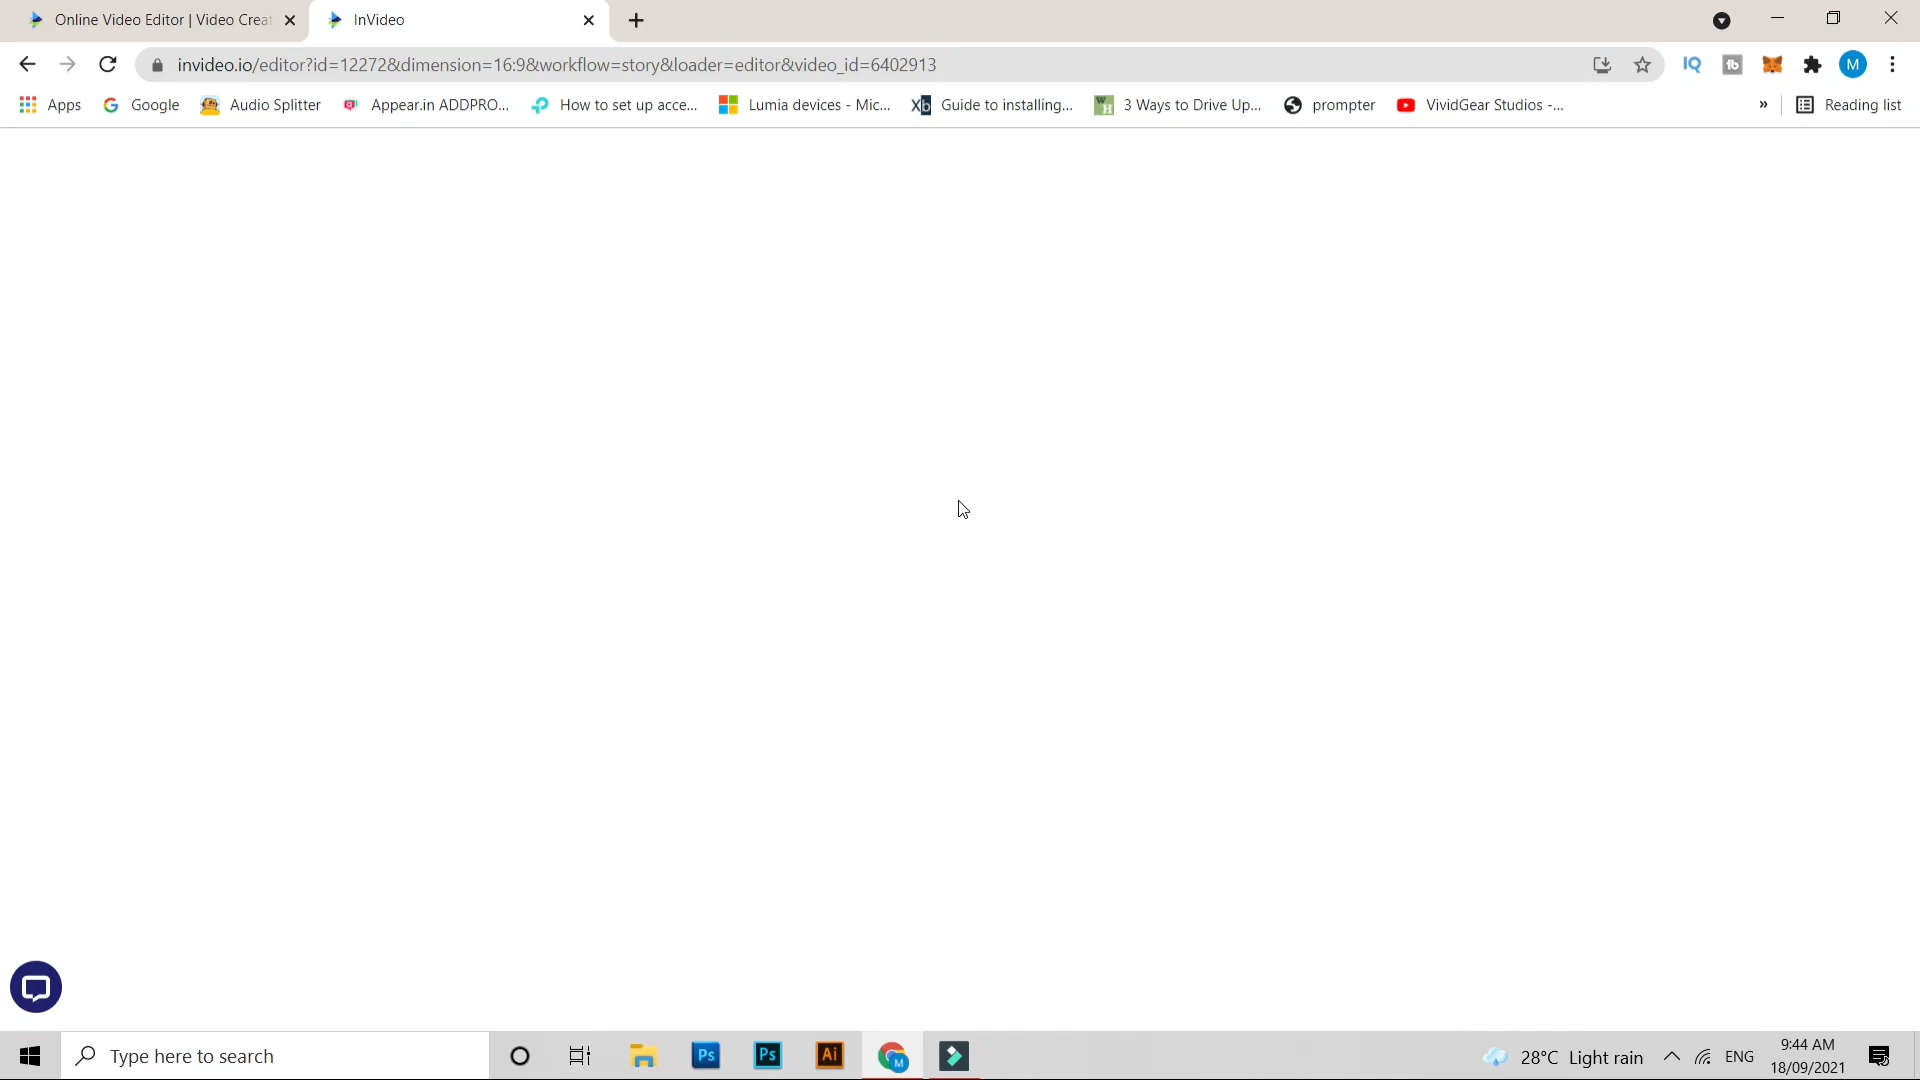 Online Video Editor | Video Creat
InVideo
invideo.io/editor?id=12272&dimension=16:9&workflow=story&loader=editor&video_id=6402913
IQ
tb
M
Apps
Google
Audio Splitter
Appear.in ADDPRO...
How to set up acce...
Lumia devices - Mic...
Guide to installing...
3 Ways to Drive Up...
prompter
VividGear Studios -...
»
Reading list
Type here to search
Ps
Ps
Ai
M
28°C Light rain
ENG
9:44 AM
18/09/2021